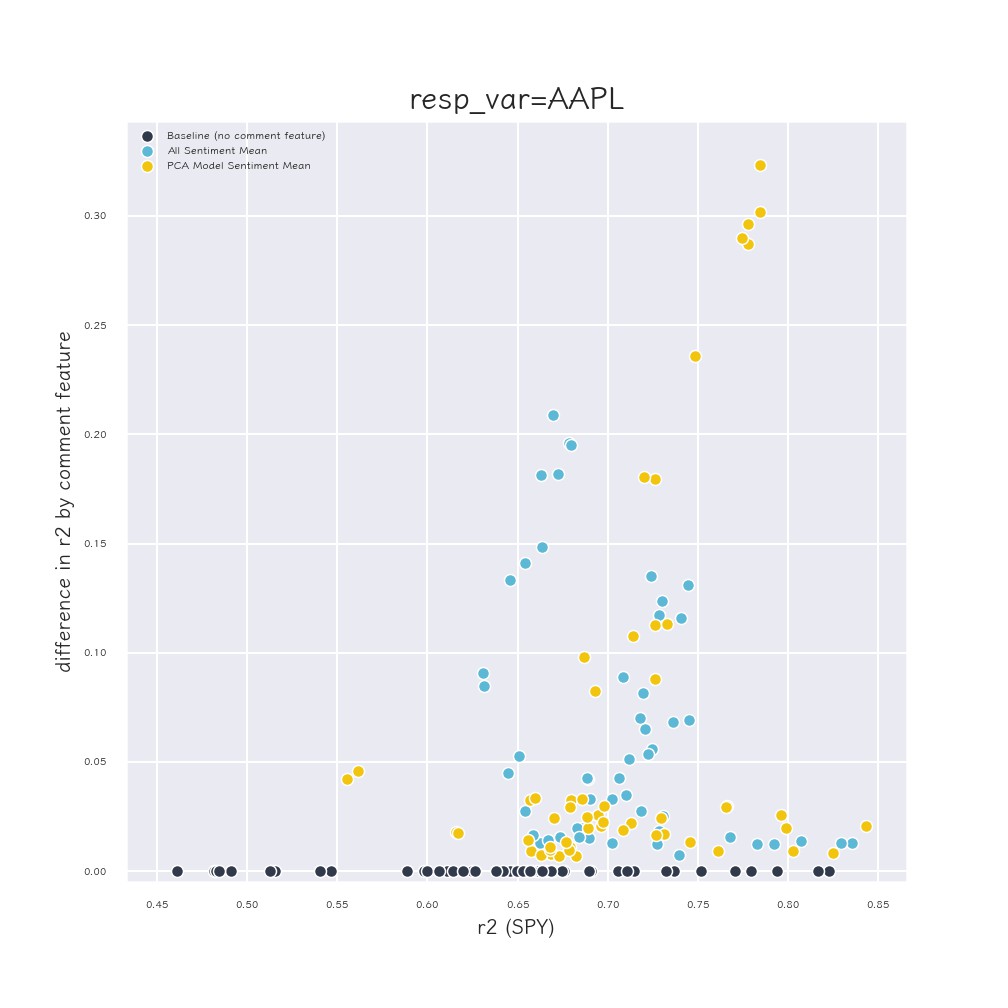 resp_var=AAPL
Baseline (no comment feature)
All Sentiment Mean
PCA Model Sentiment Mean
0.30
0.25
0.20
0.15
0.10
0.05
0.00
difference in r2 by comment feature
0.45 0.50 0.55 0.60 0.65 0.70 0.75 0.80 0.85
r2 (SPY)